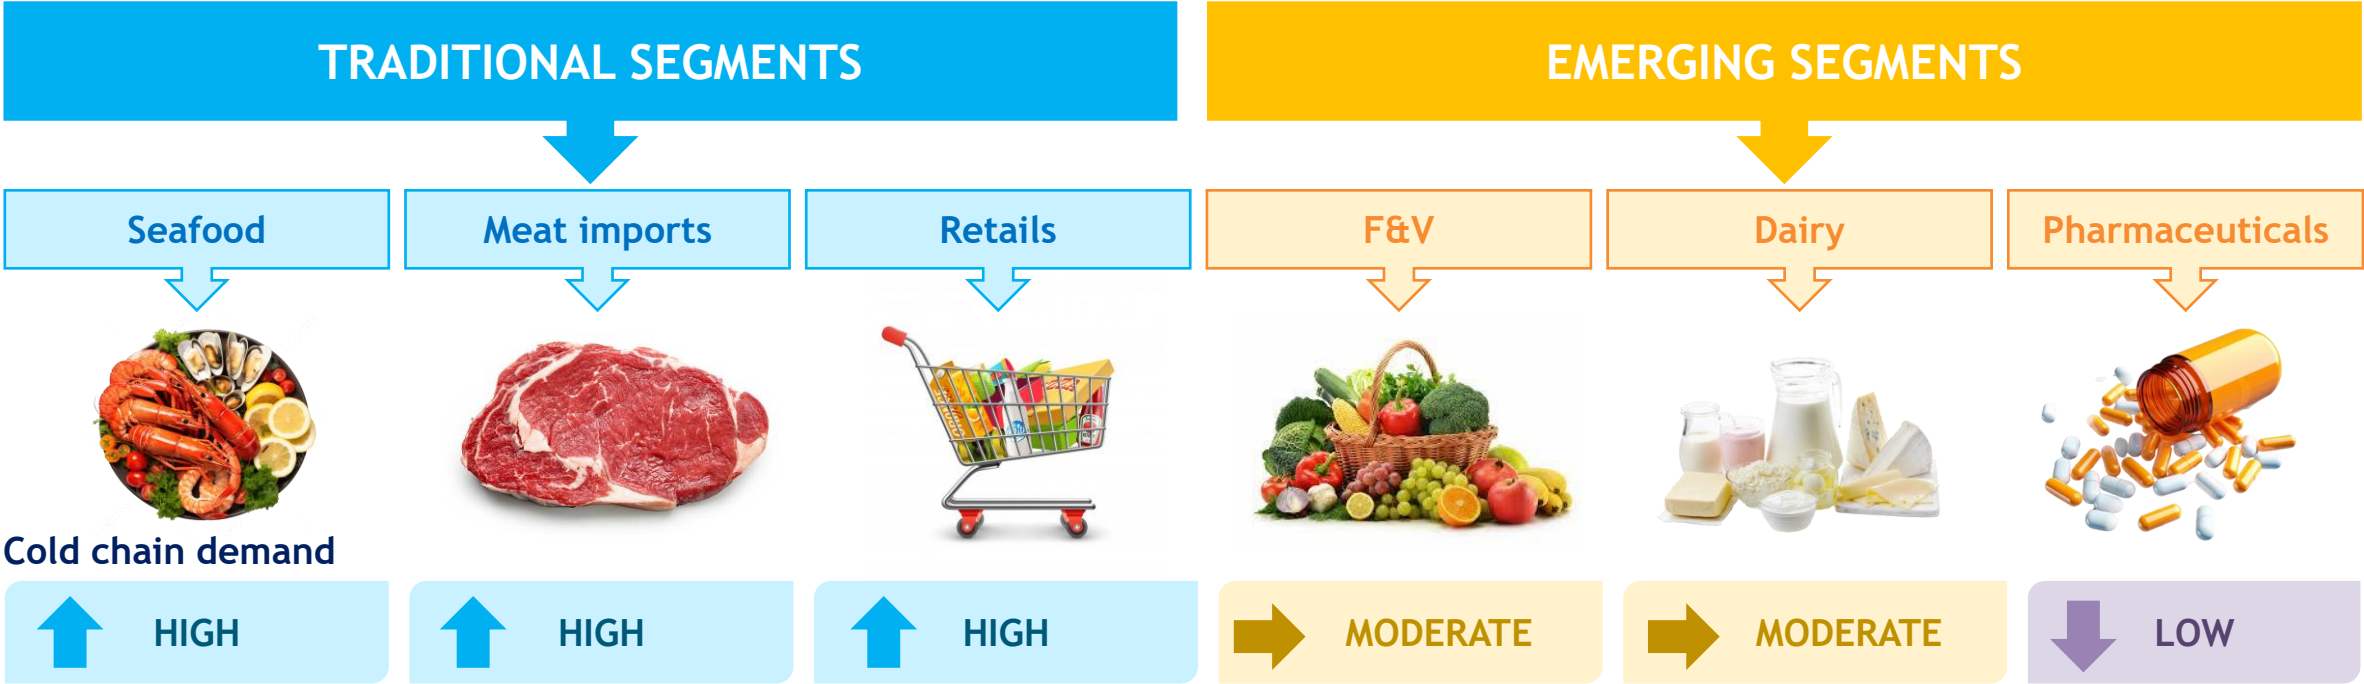 TRADITIONAL SEGMENTS
EMERGING SEGMENTS
Seafood
Meat imports
Retails
F&V
Dairy
Pharmaceuticals
Cold chain demand
HIGH
HIGH
HIGH
MODERATE
MODERATE
LOW